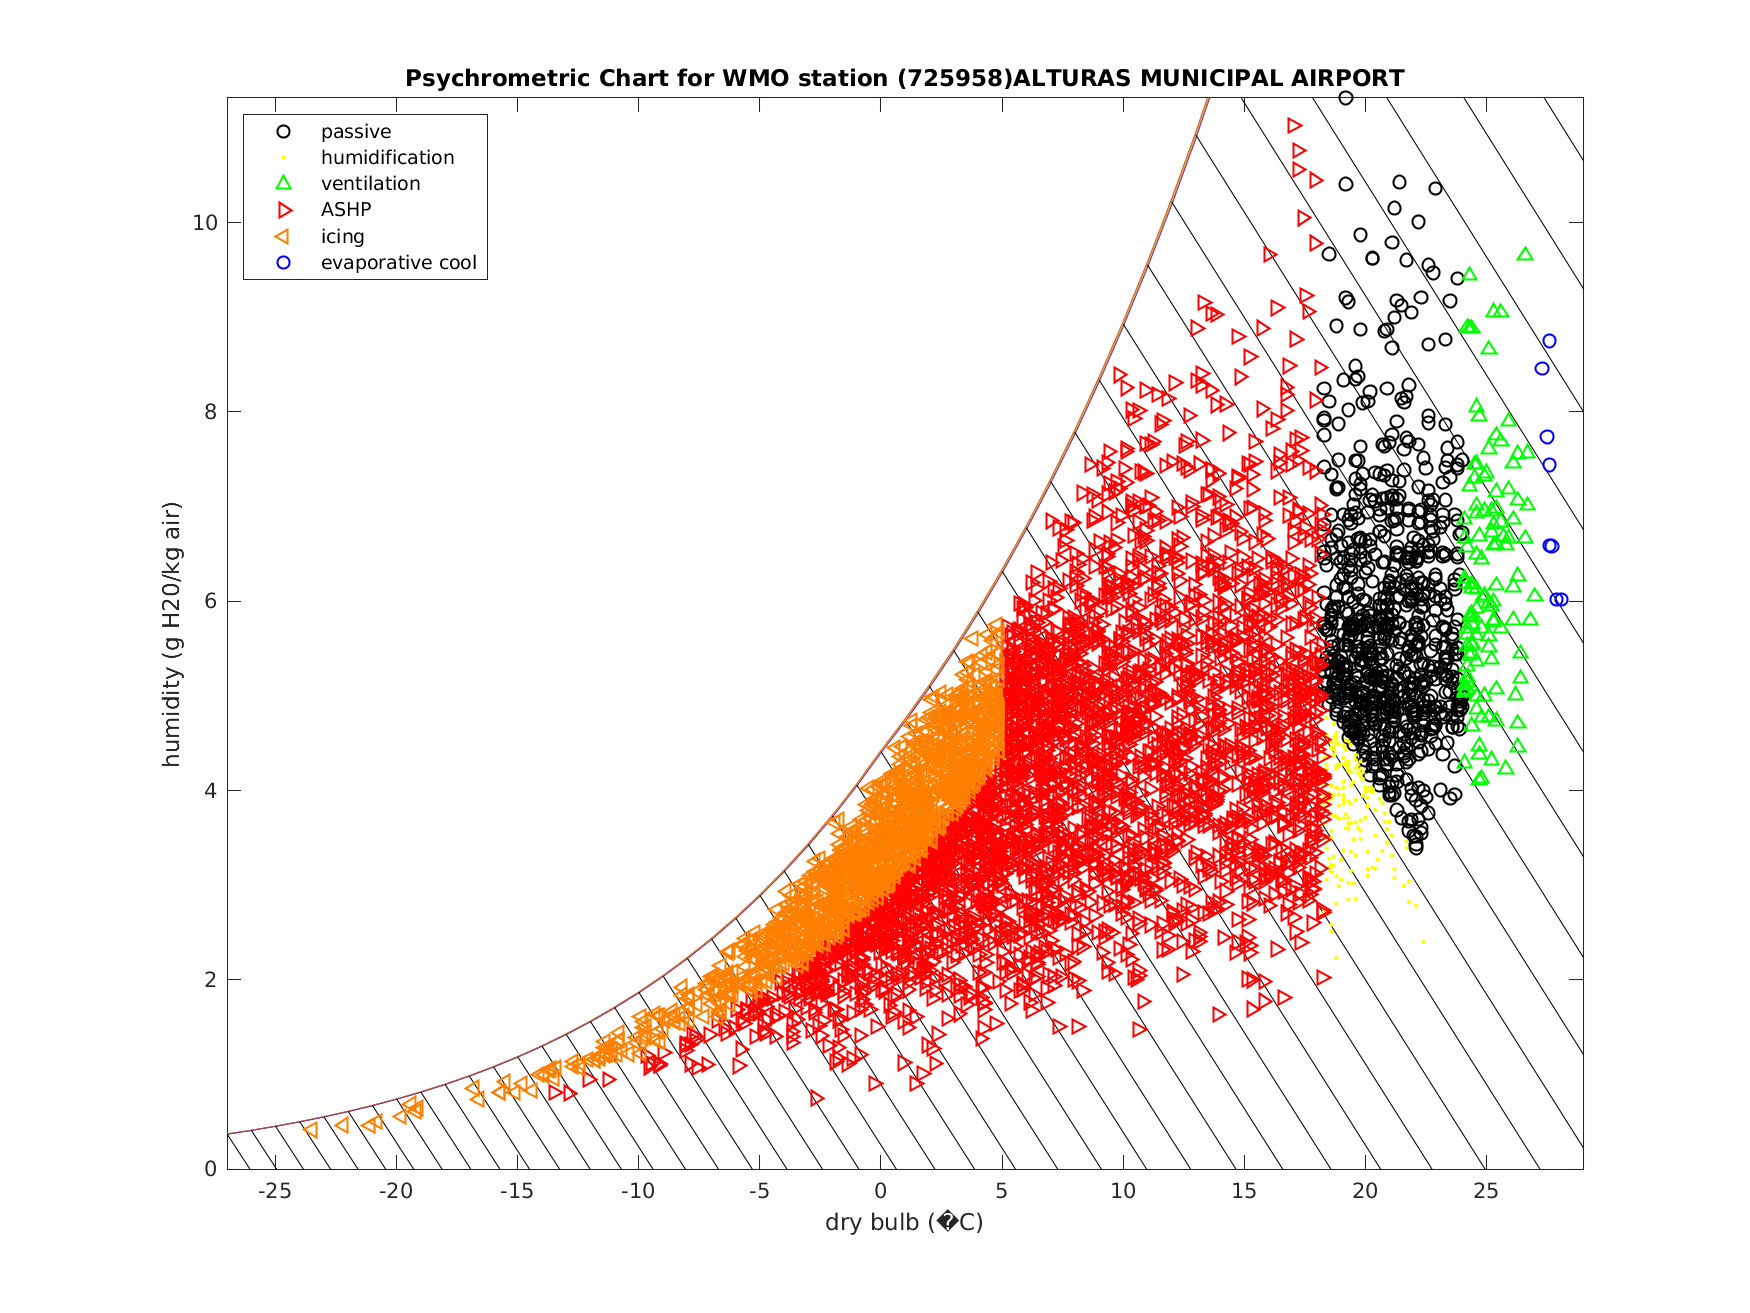 Psychrometric Chart for WMO station (725958)ALTURAS MUNICIPAL AIRPORT
passive
humidification
ventilation
ASHP
icing
evaporative cool
humidity (g H20/kg air)
10
8
6
4
2
0
-25 -20 -15 -10 -5 0 5 10 15 20 25
dry bulb (�C)